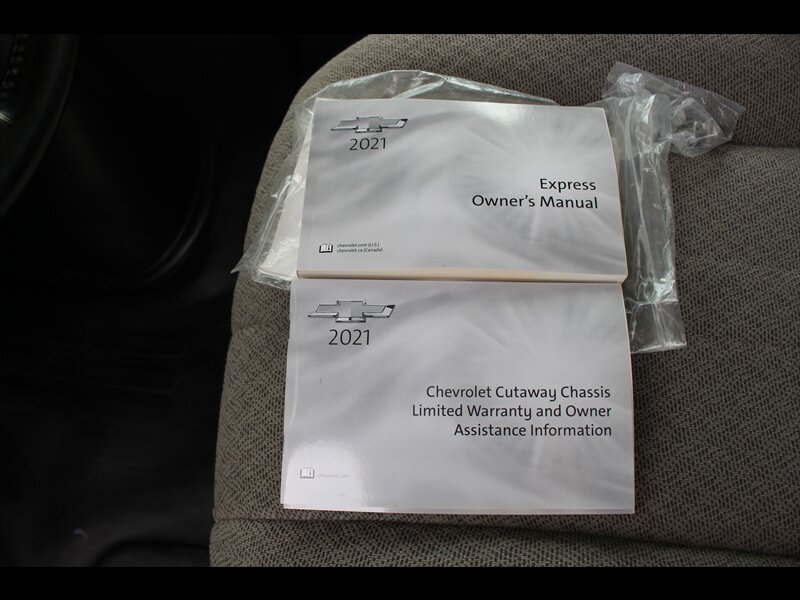 2021
Express
Owner's Manual
chevrolet.com (U.S.)
chevrolet.ca (Canada)
2021
Chevrolet Cutaway Chassis
Limited Warranty and Owner
Assistance Information
chevrolet.com